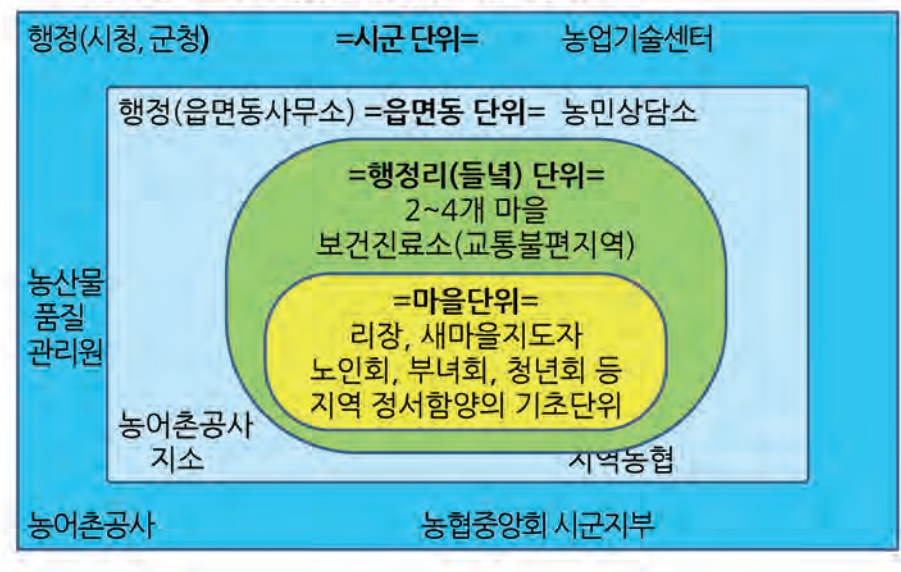 행정(시청, 군청) =시군 단위= 농업기술센터
행정(읍면동사무소) =읍면동 단위= 농민상담소
=행정리(들녘) 단위=
2~4개 마을
보건진료소(교통불편지역)
=마을단위=
리장, 새마을지도자
노인회, 부녀회, 청년회 등
지역 정서함양의 기초단위
농산물
품질
관리원
농어촌공사
지소
지역농협
농어촌공사 농협중앙회 시군지부